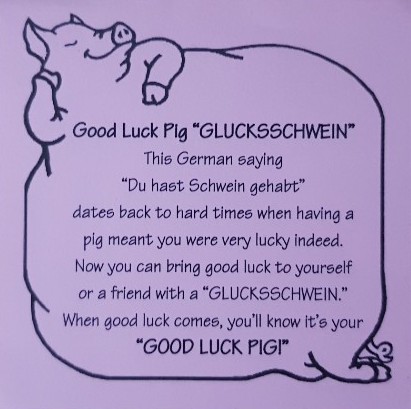 Good Luck Pig "GLUCKSSCHWEIN"
This German saying
"Du hast Schwein gehabt"
dates back to hard times when having a
pig meant you were very lucky indeed.
Now you can bring good luck to yourself
or a friend with a "GLUCKSSCHWEIN."
When good luck comes, you'll know it's your
"GOOD LUCK PIG!"